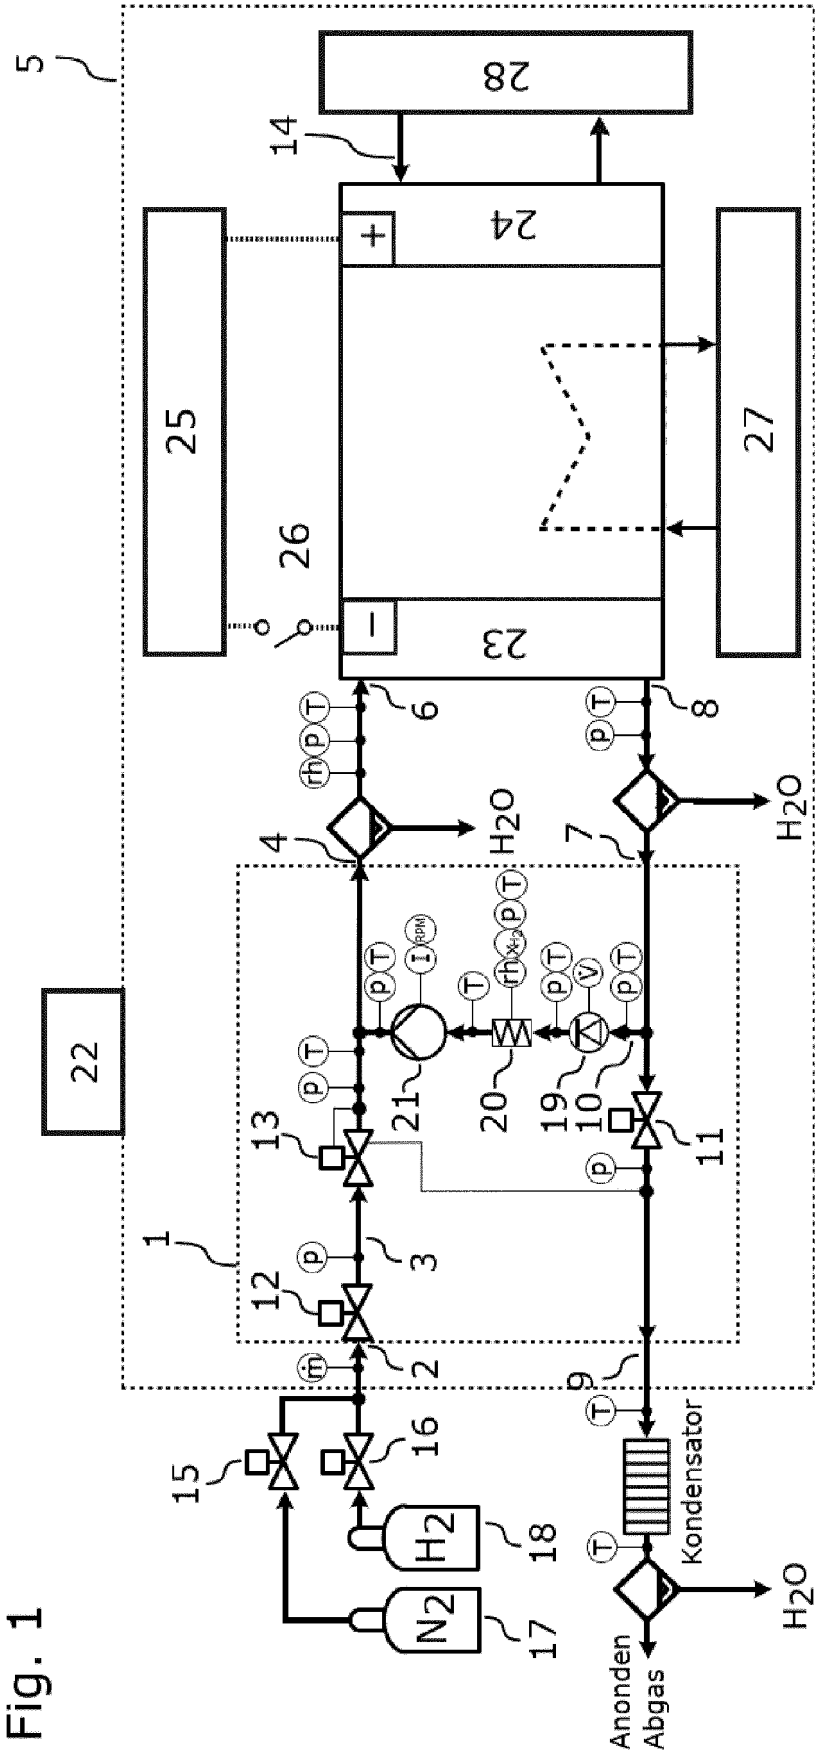 Fig. 1
5
22
25
26
14
28
24
+
−
23
27
1
15
16
17
18
N2
H2
ṁ
2
12
p
3
13
p
T
p
T
21
I
RPM
T
20
rh
xH2
p
T
p
T
19
V̇
10
p
T
4
H2O
rh
p
T
6
8
p
T
H2O
7
11
p
9
T
Kondensator
T
H2O
Anonden
Abgas